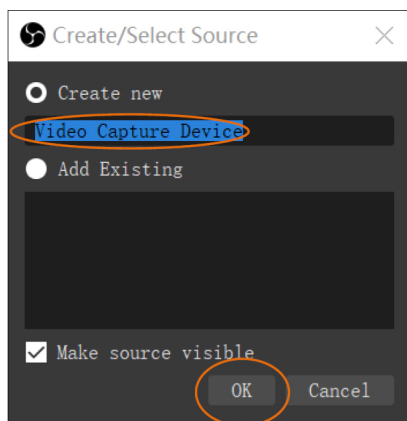 Create/Select Source
Create new
Video Capture Device
Add Existing
Make source visible
OK
Cancel